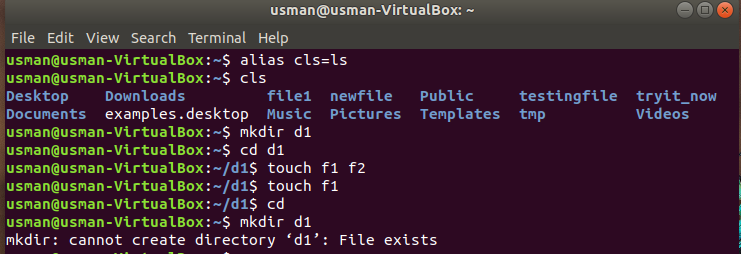 usman@usman-VirtualBox: ~
File Edit View Search Terminal Help
usman@usman-VirtualBox:~$ alias cls=ls
usman@usman-VirtualBox:~$ cls
Desktop Downloads file1 newfile Public testingfile tryit_now
Documents examples.desktop Music Pictures Templates tmp Videos
usman@usman-VirtualBox:~$ mkdir d1
usman@usman-VirtualBox:~$ cd d1
usman@usman-VirtualBox:~/d1$ touch f1 f2
usman@usman-VirtualBox:~/d1$ touch f1
usman@usman-VirtualBox:~/d1$ cd
usman@usman-VirtualBox:~$ mkdir d1
mkdir: cannot create directory ‘d1’: File exists